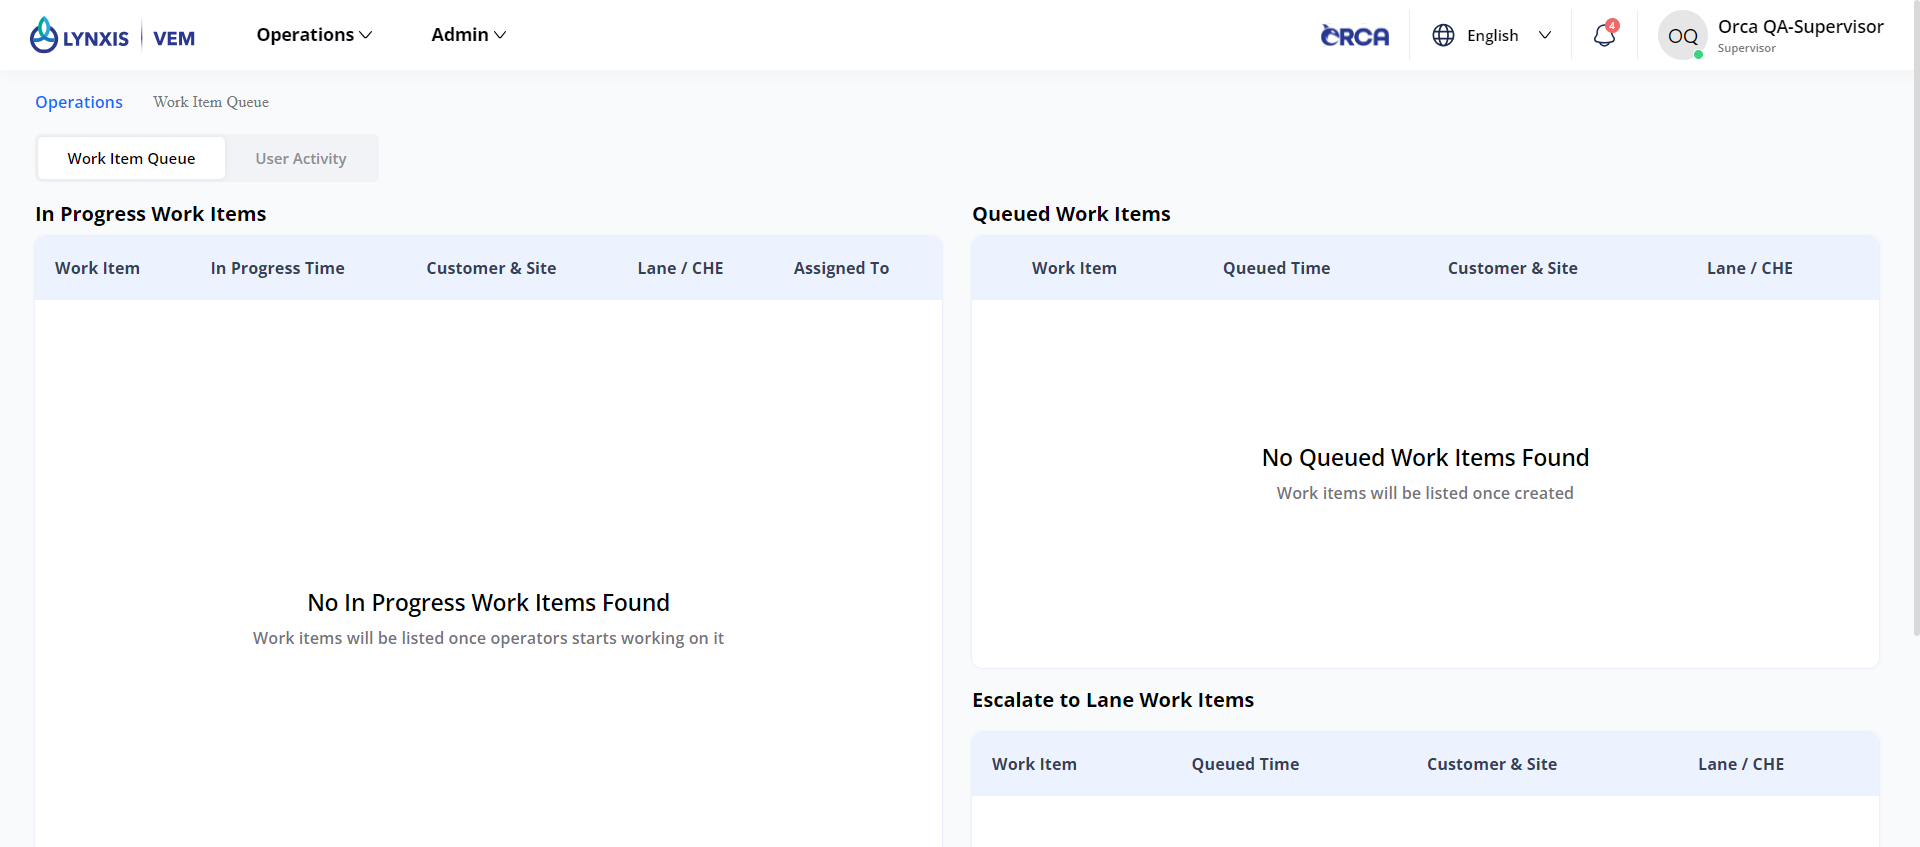 LYNXIS VEM
Operations
Admin
ORCA
English
4
OQ
Orca QA-Supervisor
Supervisor
Operations
Work Item Queue
Work Item Queue
User Activity
In Progress Work Items
Work Item In Progress Time Customer & Site Lane / CHE Assigned To
No In Progress Work Items Found
Work items will be listed once operators starts working on it
Queued Work Items
Work Item Queued Time Customer & Site Lane / CHE
No Queued Work Items Found
Work items will be listed once created
Escalate to Lane Work Items
Work Item Queued Time Customer & Site Lane / CHE